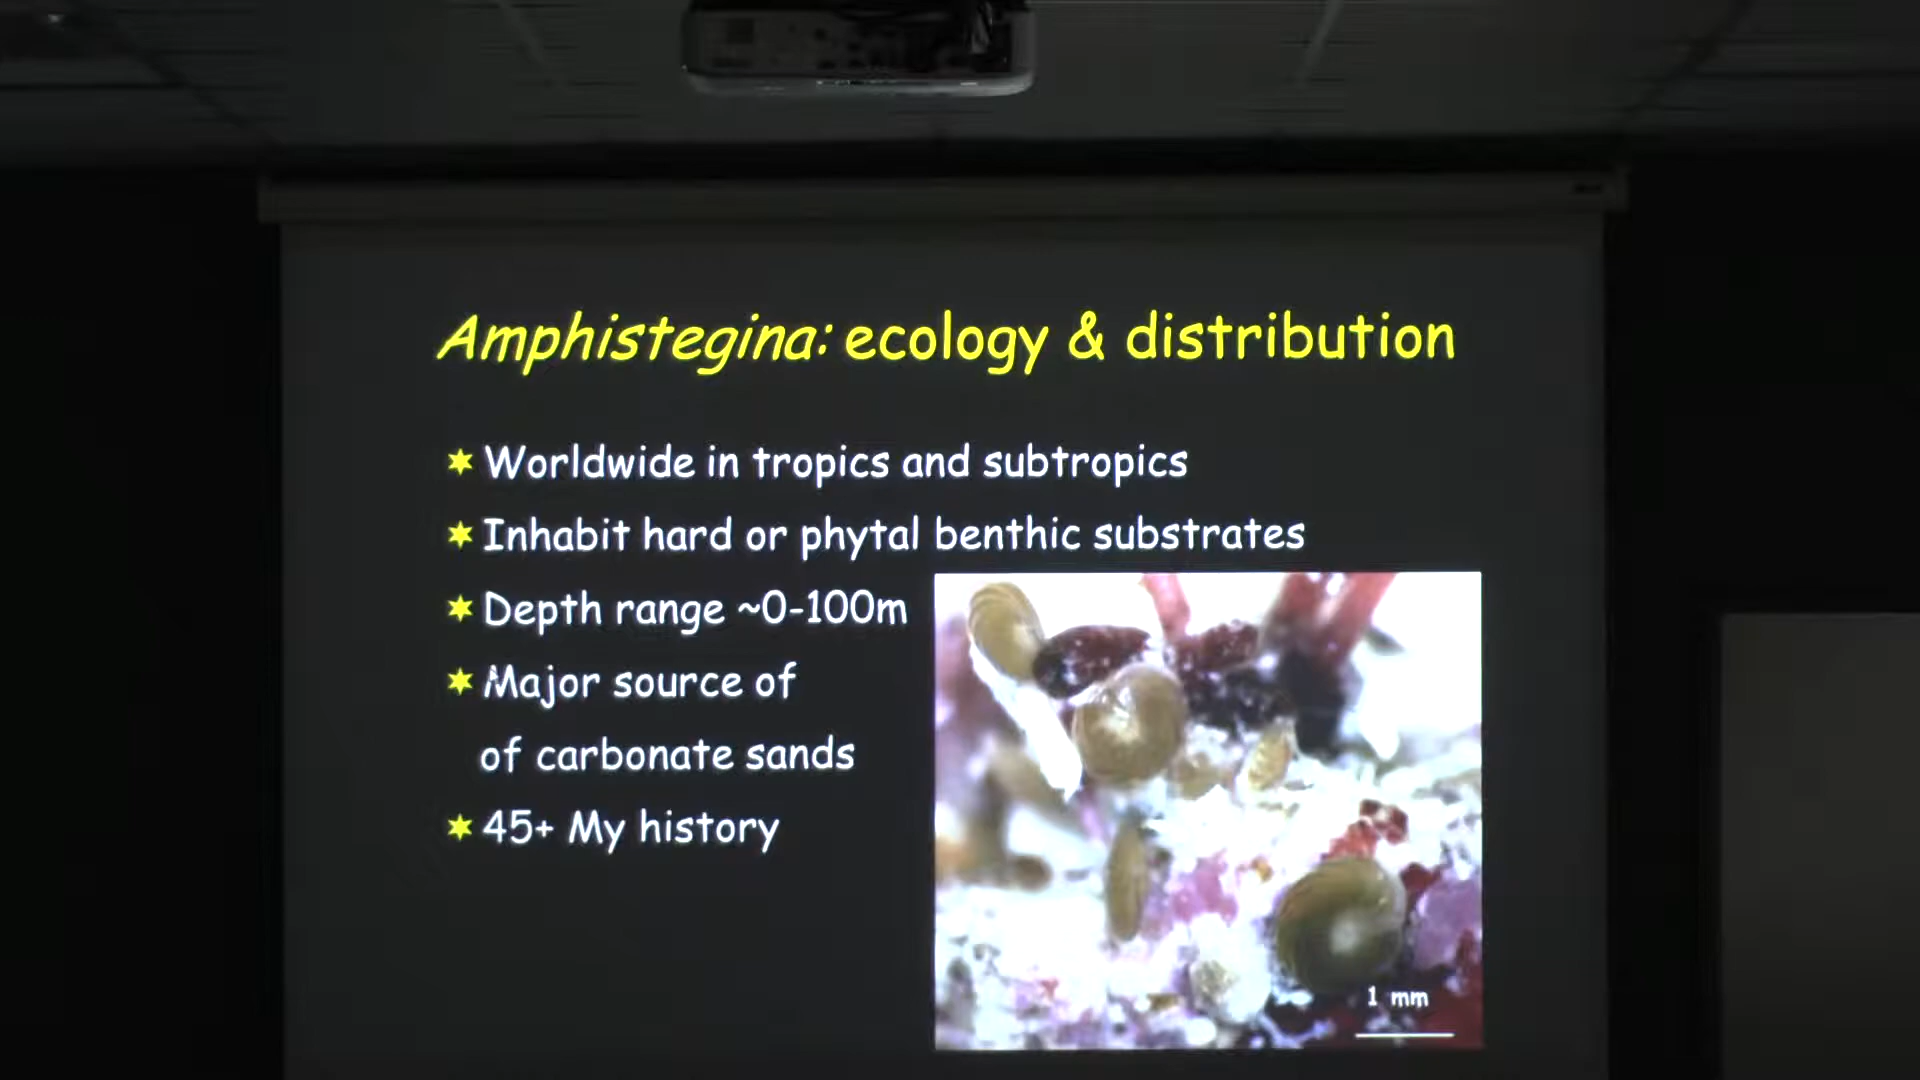 Amphistegina: ecology & distribution
Worldwide in tropics and subtropics
Inhabit hard or phytal benthic substrates
Depth range ~0-100m
Major source of
of carbonate sands
45+ My history
1 mm